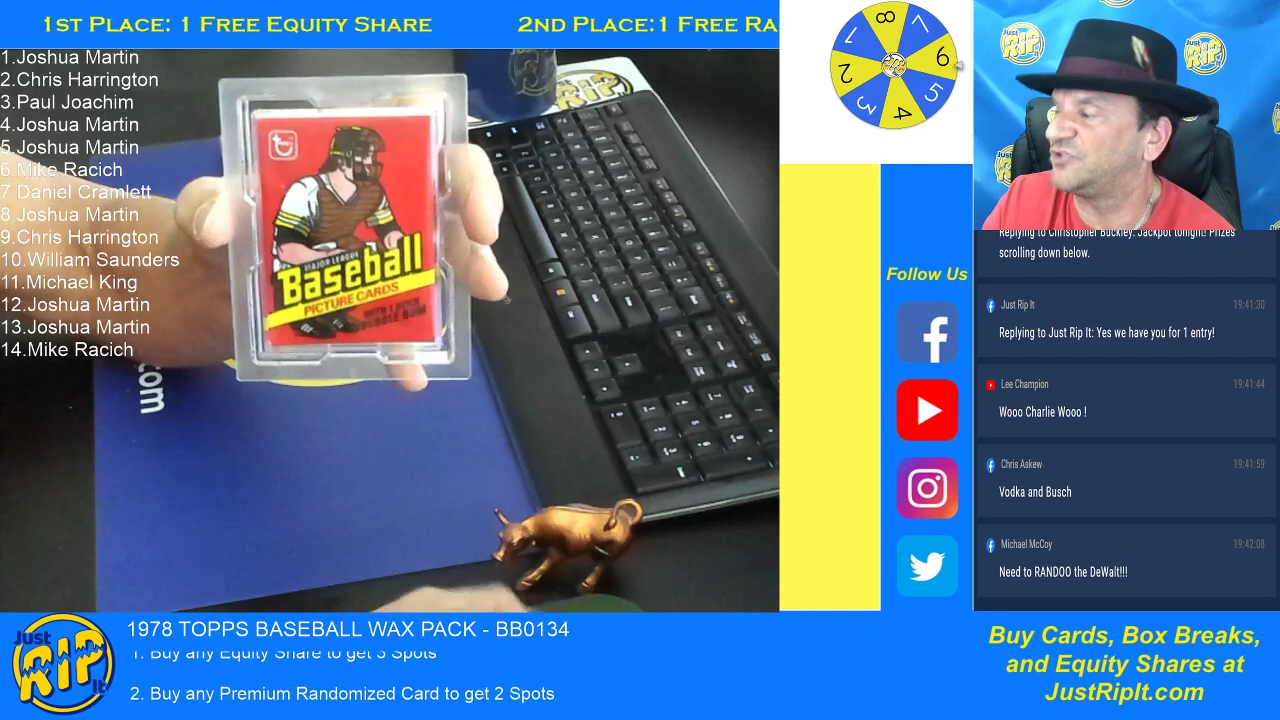 1ST PLACE: 1 FREE EQUITY SHARE
2ND PLACE:1 FREE RA
1.Joshua Martin
2.Chris Harrington
3.Paul Joachim
4.Joshua Martin
5.Joshua Martin
6.Mike Racich
7 Daniel Cramlett
8.Joshua Martin
9.Chris Harrington
10.William Saunders
11.Michael King
12.Joshua Martin
13.Joshua Martin
14.Mike Racich
topps
MAJOR LEAGUE
Baseball
PICTURE CARDS
WITH 1 STICK
BUBBLE GUM
.com
8
7
6
5
4
3
2
1
Just
RIP
It
Follow Us
Replying to Christopher Buckley: Jackpot tonight! Prizes
scrolling down below.
Just Rip It 19:41:30
Replying to Just Rip It: Yes we have you for 1 entry!
Lee Champion 19:41:44
Wooo Charlie Wooo !
Chris Askew 19:41:59
Vodka and Busch
Michael McCoy 19:42:08
Need to RANDOO the DeWalt!!!
Just
RIP
It
1978 TOPPS BASEBALL WAX PACK - BB0134
1. Buy any Equity Share to get 3 Spots
2. Buy any Premium Randomized Card to get 2 Spots
Buy Cards, Box Breaks,
and Equity Shares at
JustRipIt.com